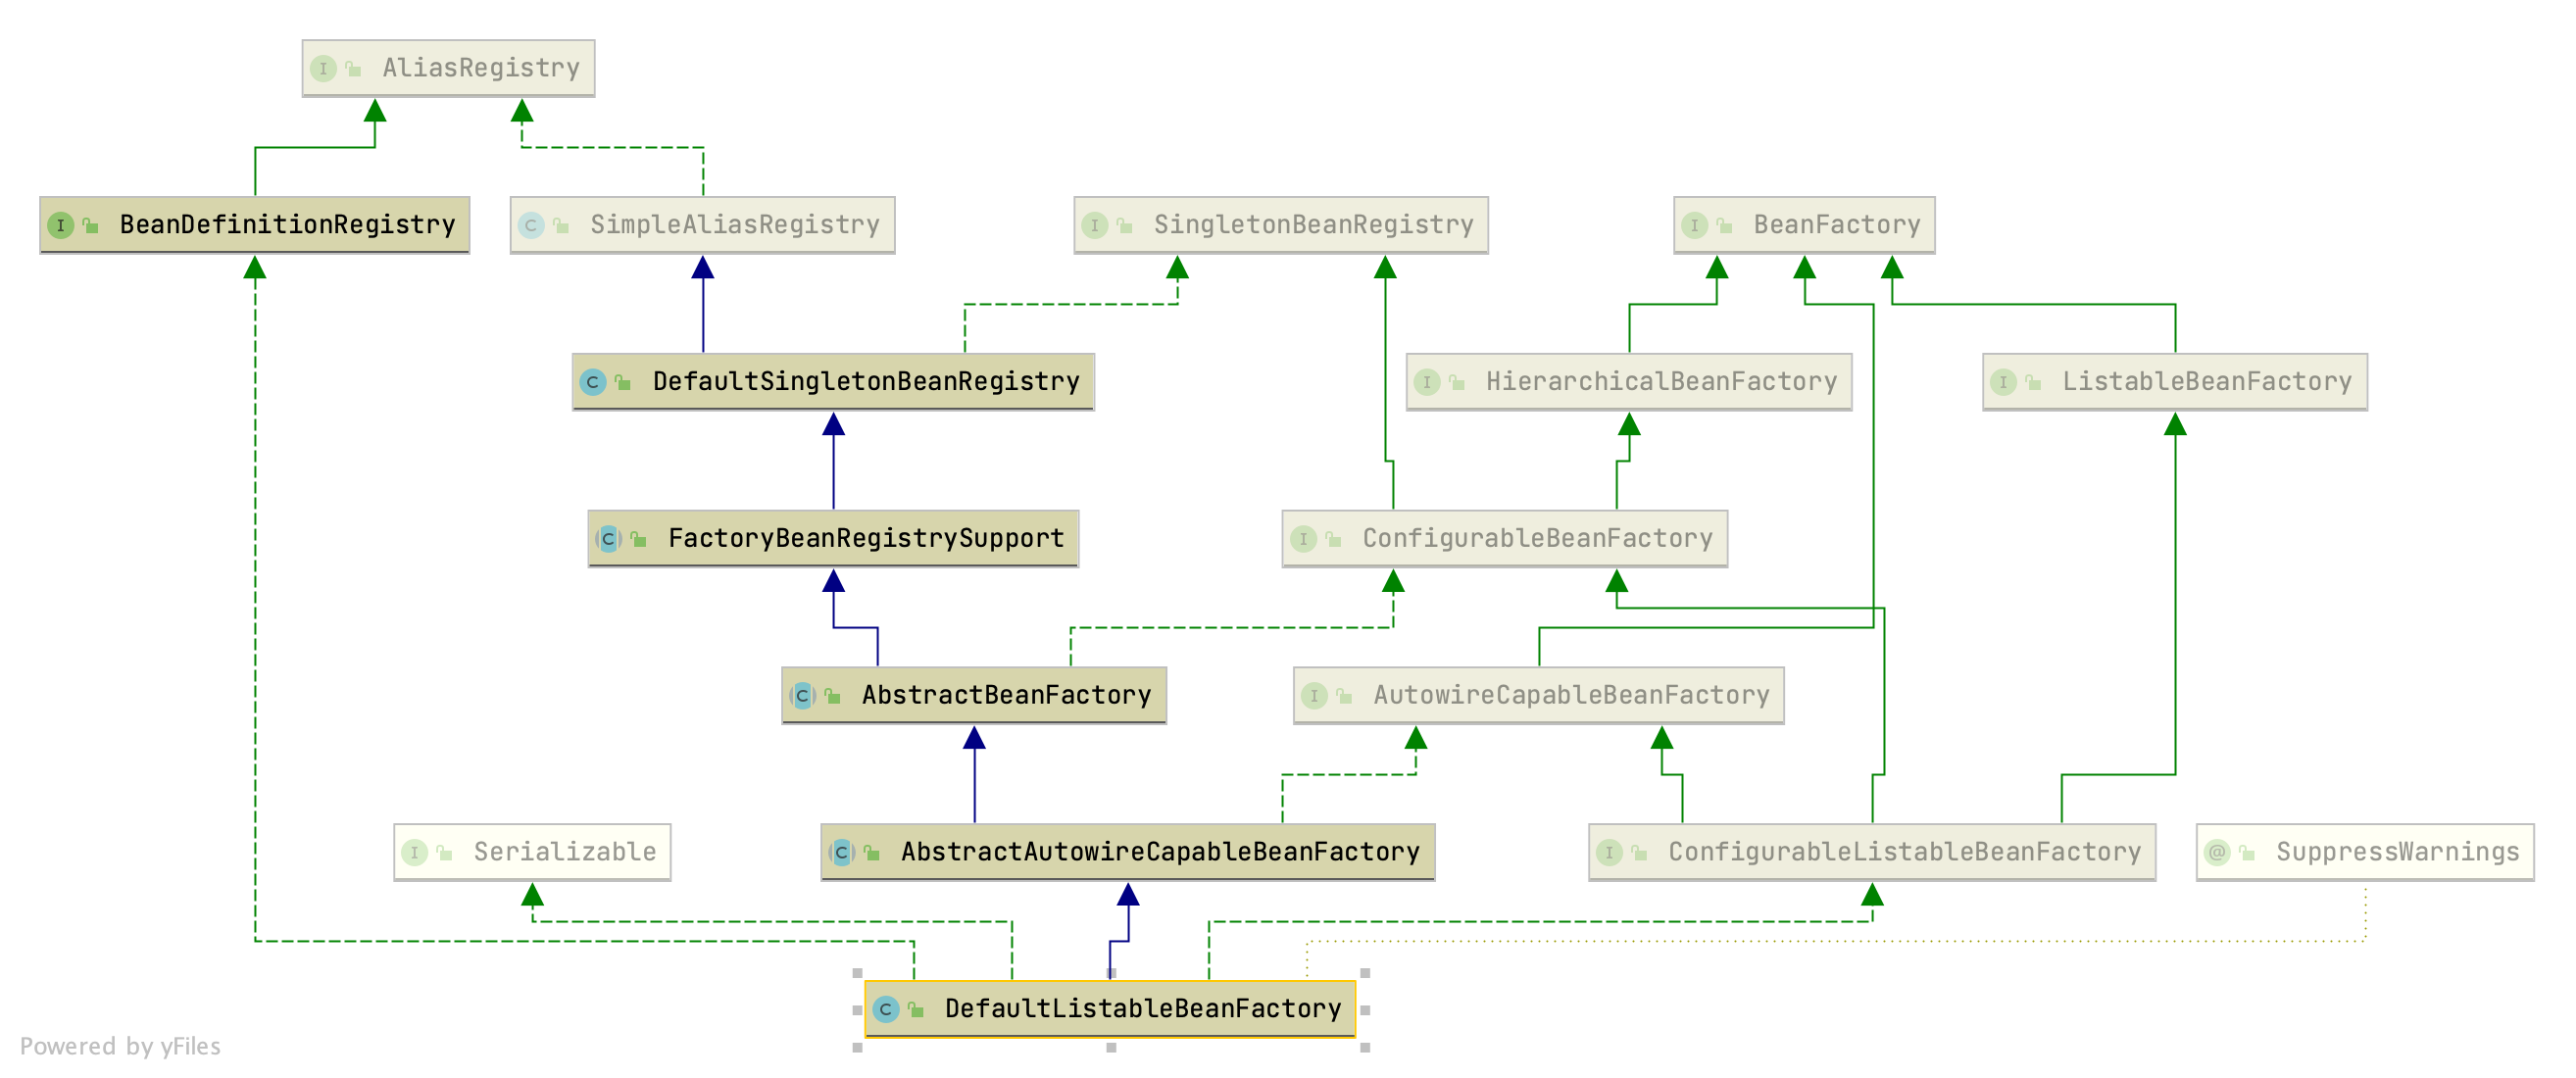 I AliasRegistry
I BeanDefinitionRegistry
C SimpleAliasRegistry
I SingletonBeanRegistry
I BeanFactory
C DefaultSingletonBeanRegistry
I HierarchicalBeanFactory
I ListableBeanFactory
C FactoryBeanRegistrySupport
I ConfigurableBeanFactory
C AbstractBeanFactory
I AutowireCapableBeanFactory
I Serializable
C AbstractAutowireCapableBeanFactory
I ConfigurableListableBeanFactory
@ SuppressWarnings
C DefaultListableBeanFactory
Powered by yFiles